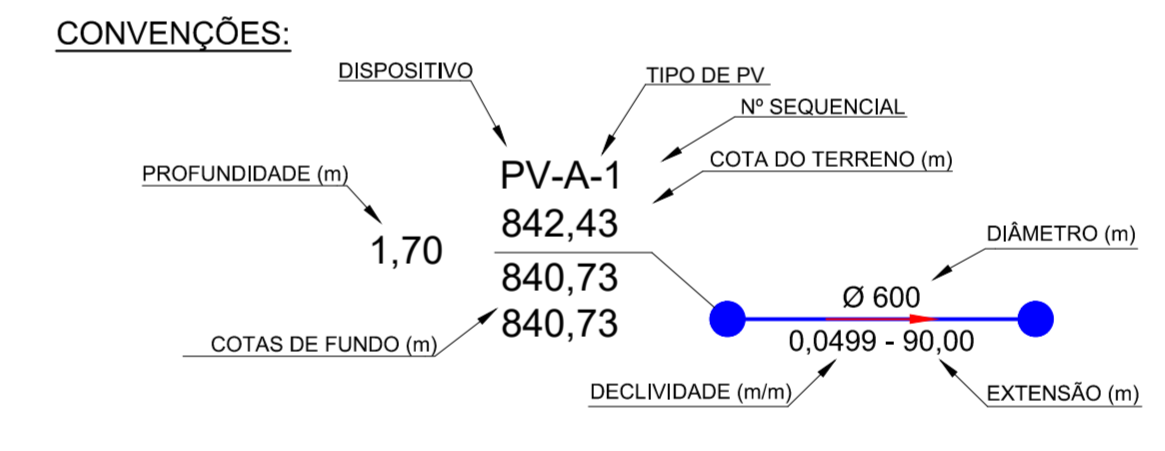 CONVENÇÕES:
DISPOSITIVO
TIPO DE PV
Nº SEQUENCIAL
PROFUNDIDADE (m)
PV-A-1
COTA DO TERRENO (m)
842,43
1,70
DIÂMETRO (m)
840,73
Ø 600
840,73
0,0499 - 90,00
COTAS DE FUNDO (m)
DECLIVIDADE (m/m)
EXTENSÃO (m)